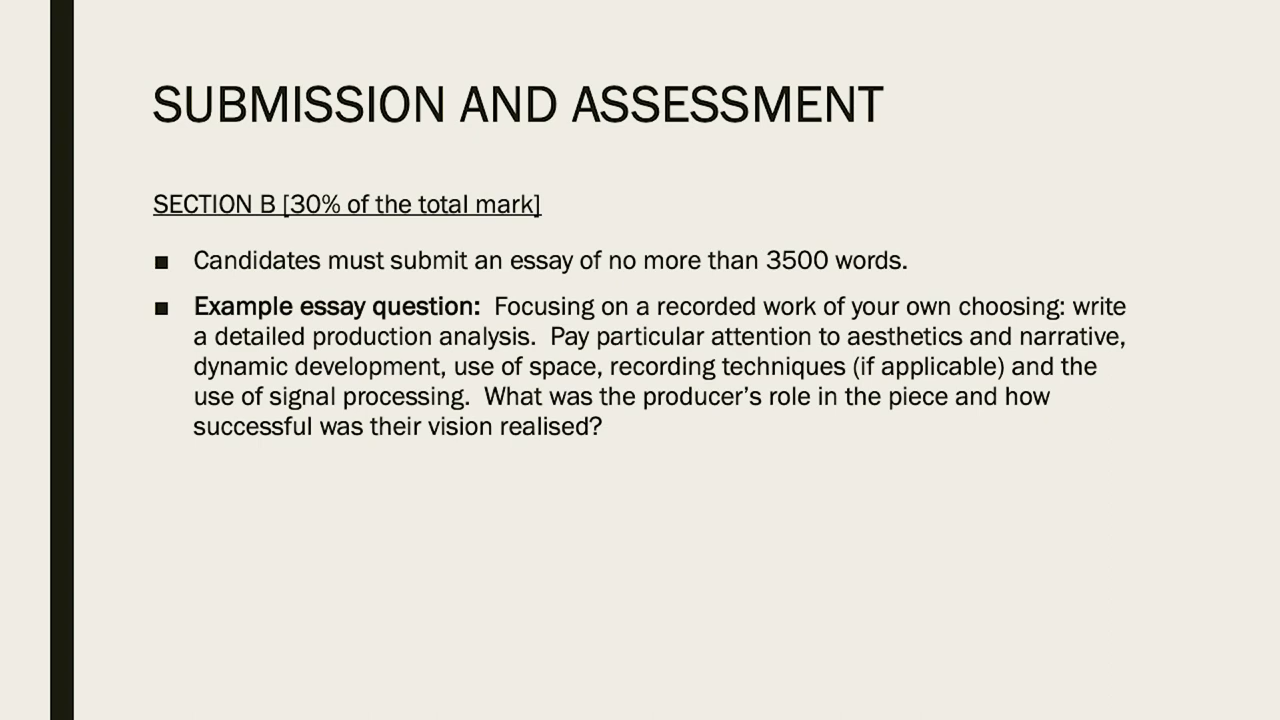 SUBMISSION AND ASSESSMENT
SECTION B [30% of the total mark]
■ Candidates must submit an essay of no more than 3500 words.
■ Example essay question:  Focusing on a recorded work of your own choosing: write
a detailed production analysis.  Pay particular attention to aesthetics and narrative,
dynamic development, use of space, recording techniques (if applicable) and the
use of signal processing.  What was the producer’s role in the piece and how
successful was their vision realised?